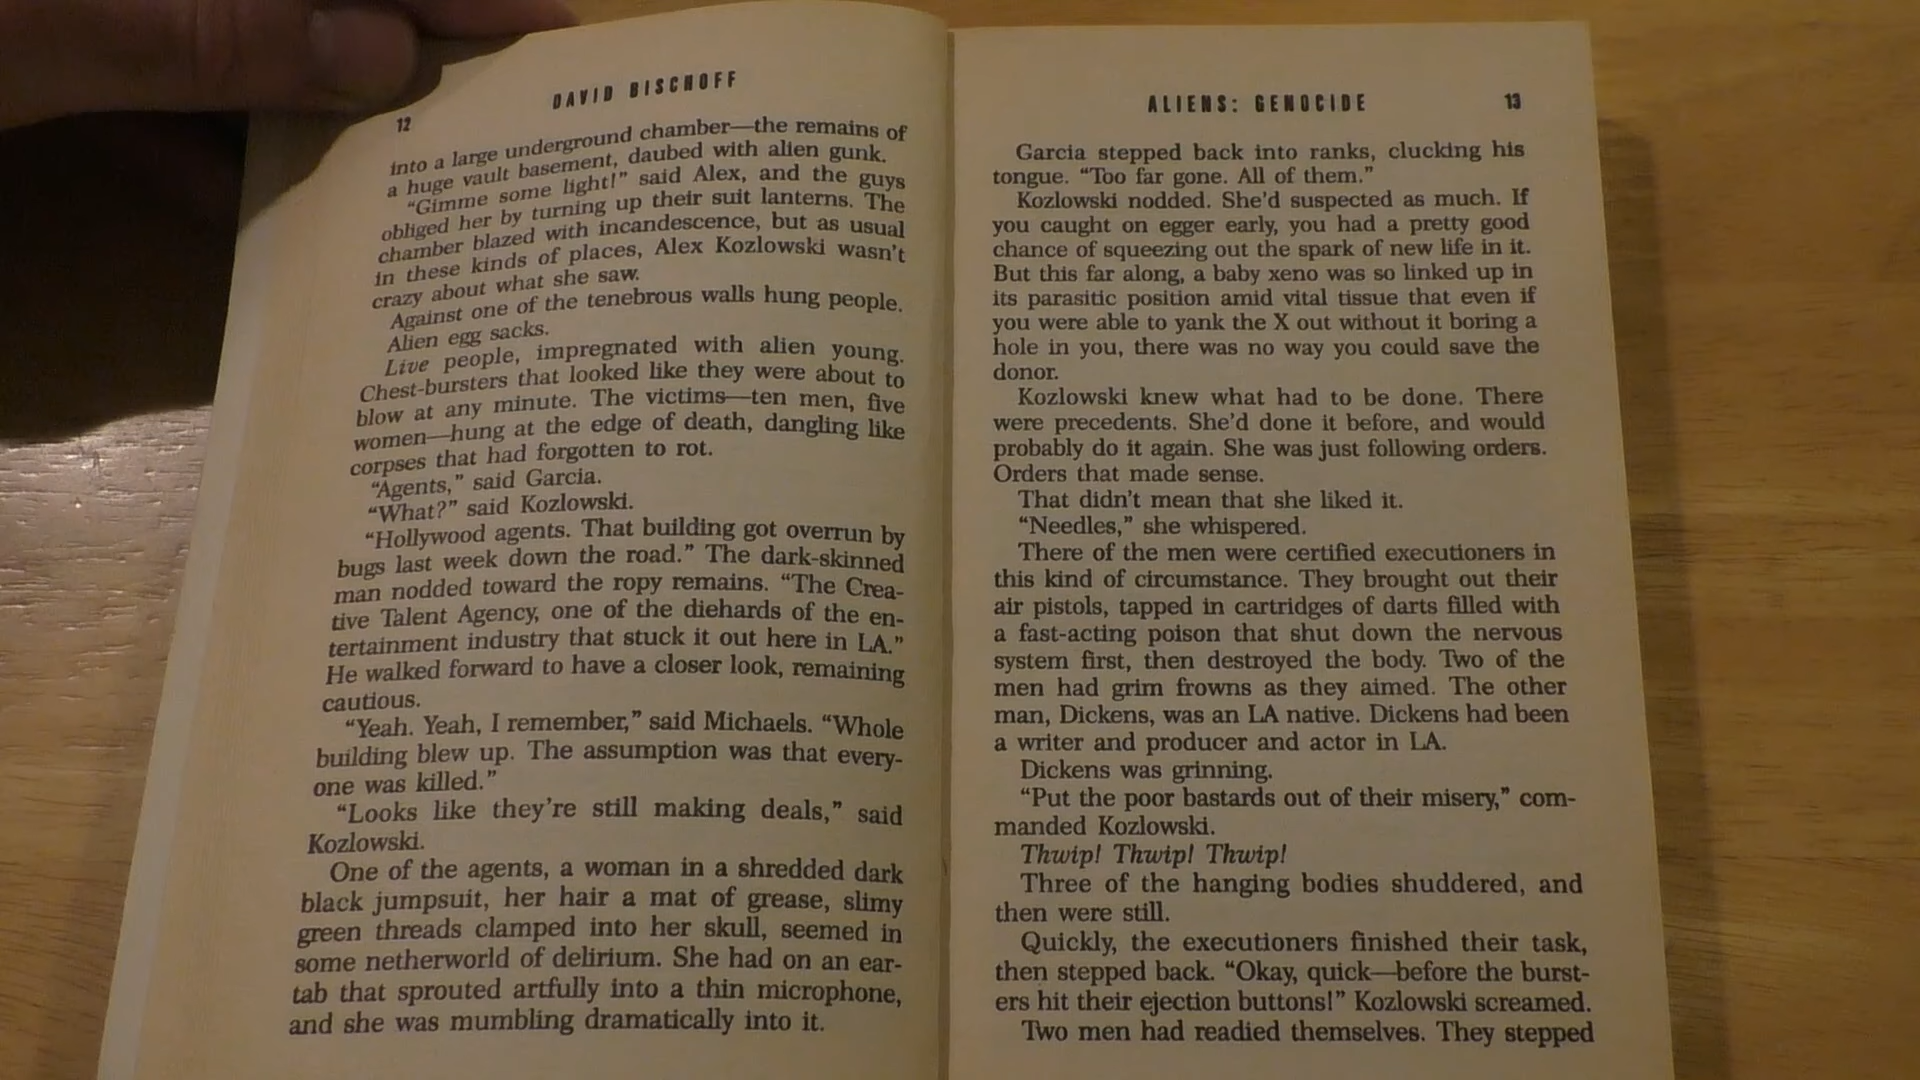 DAVID BISCHOFF
12
into a large underground chamber—the remains of
a huge vault basement, daubed with alien gunk.
“Gimme some light!” said Alex, and the guys
obliged her by turning up their suit lanterns. The
chamber blazed with incandescence, but as usual
in these kinds of places, Alex Kozlowski wasn’t
crazy about what she saw.
Against one of the tenebrous walls hung people.
Alien egg sacks.
Live people, impregnated with alien young.
Chest-bursters that looked like they were about to
blow at any minute. The victims—ten men, five
women—hung at the edge of death, dangling like
corpses that had forgotten to rot.
“Agents,” said Garcia.
“What?” said Kozlowski.
“Hollywood agents. That building got overrun by
bugs last week down the road.” The dark-skinned
man nodded toward the ropy remains. “The Crea-
tive Talent Agency, one of the diehards of the en-
tertainment industry that stuck it out here in LA.”
He walked forward to have a closer look, remaining
cautious.
“Yeah. Yeah, I remember,” said Michaels. “Whole
building blew up. The assumption was that every-
one was killed.”
“Looks like they’re still making deals,” said
Kozlowski.
One of the agents, a woman in a shredded dark
black jumpsuit, her hair a mat of grease, slimy
green threads clamped into her skull, seemed in
some netherworld of delirium. She had on an ear-
tab that sprouted artfully into a thin microphone,
and she was mumbling dramatically into it.
ALIENS: GENOCIDE 13
Garcia stepped back into ranks, clucking his
tongue. “Too far gone. All of them.”
Kozlowski nodded. She’d suspected as much. If
you caught on egger early, you had a pretty good
chance of squeezing out the spark of new life in it.
But this far along, a baby xeno was so linked up in
its parasitic position amid vital tissue that even if
you were able to yank the X out without it boring a
hole in you, there was no way you could save the
donor.
Kozlowski knew what had to be done. There
were precedents. She’d done it before, and would
probably do it again. She was just following orders.
Orders that made sense.
That didn’t mean that she liked it.
“Needles,” she whispered.
There of the men were certified executioners in
this kind of circumstance. They brought out their
air pistols, tapped in cartridges of darts filled with
a fast-acting poison that shut down the nervous
system first, then destroyed the body. Two of the
men had grim frowns as they aimed. The other
man, Dickens, was an LA native. Dickens had been
a writer and producer and actor in LA.
Dickens was grinning.
“Put the poor bastards out of their misery,” com-
manded Kozlowski.
Thwip! Thwip! Thwip!
Three of the hanging bodies shuddered, and
then were still.
Quickly, the executioners finished their task,
then stepped back. “Okay, quick—before the burst-
ers hit their ejection buttons!” Kozlowski screamed.
Two men had readied themselves. They stepped